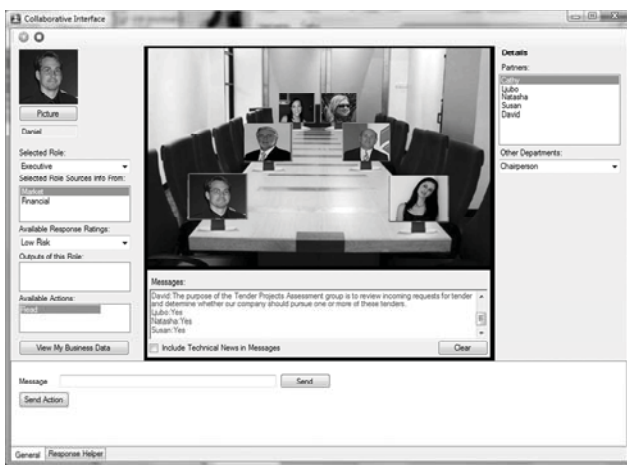 Collaborative Interface
Picture
Daniel
Selected Role:
Executive
Selected Role Sources Info From:
Market
Financial
Available Response Ratings:
Low Risk
Outputs of this Role:
Available Actions:
Read
View My Business Data
Messages:
David:The purpose of the Tender Projects Assessment group is to review incoming requests for tender
and determine whether our company should pursue one or more of these tenders.
Ljubo:Yes
Natasha:Yes
Susan:Yes
Include Technical News in Messages
Clear
Details
Partners:
Cathy
Ljubo
Natasha
Susan
David
Other Departments:
Chairperson
Message
Send
Send Action
General
Response Helper